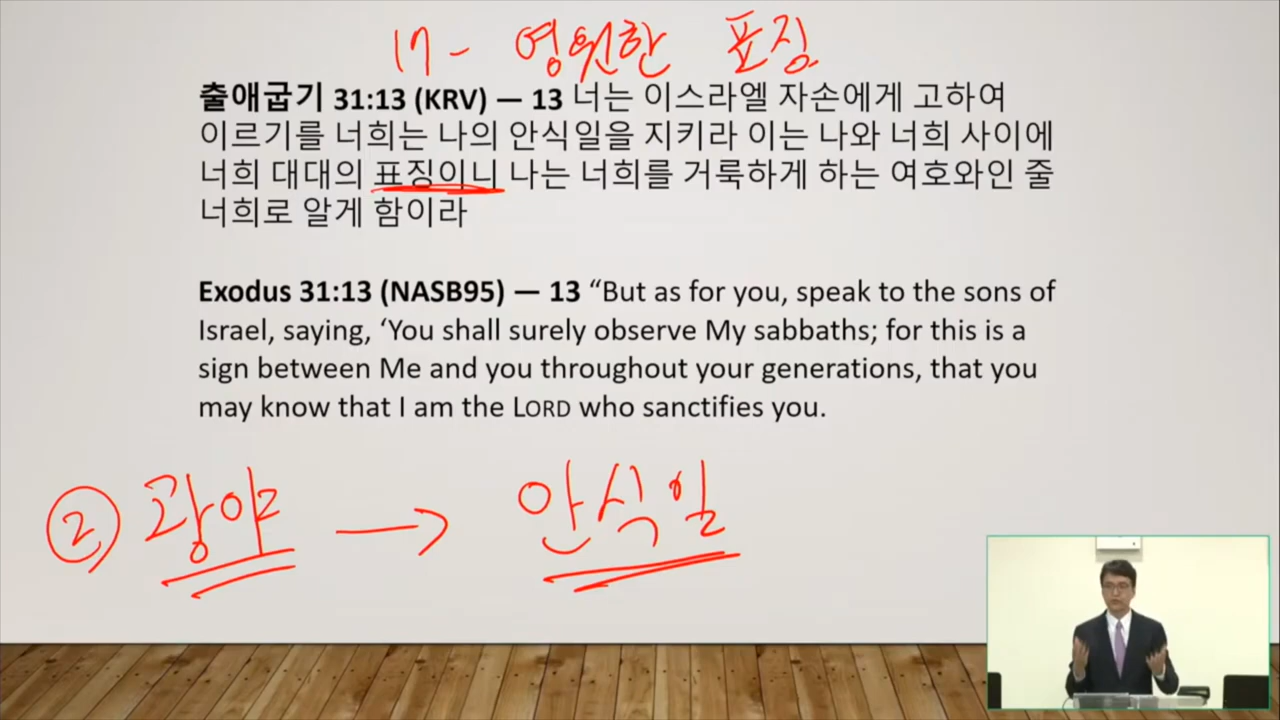 17 - 영원한 표징
출애굽기 31:13 (KRV) — 13 너는 이스라엘 자손에게 고하여
이르기를 너희는 나의 안식일을 지키라 이는 나와 너희 사이에
너희 대대의 표징이니 나는 너희를 거룩하게 하는 여호와인 줄
너희로 알게 함이라
Exodus 31:13 (NASB95) — 13 “But as for you, speak to the sons of
Israel, saying, ‘You shall surely observe My sabbaths; for this is a
sign between Me and you throughout your generations, that you
may know that I am the LORD who sanctifies you.
② 광야 → 안식일